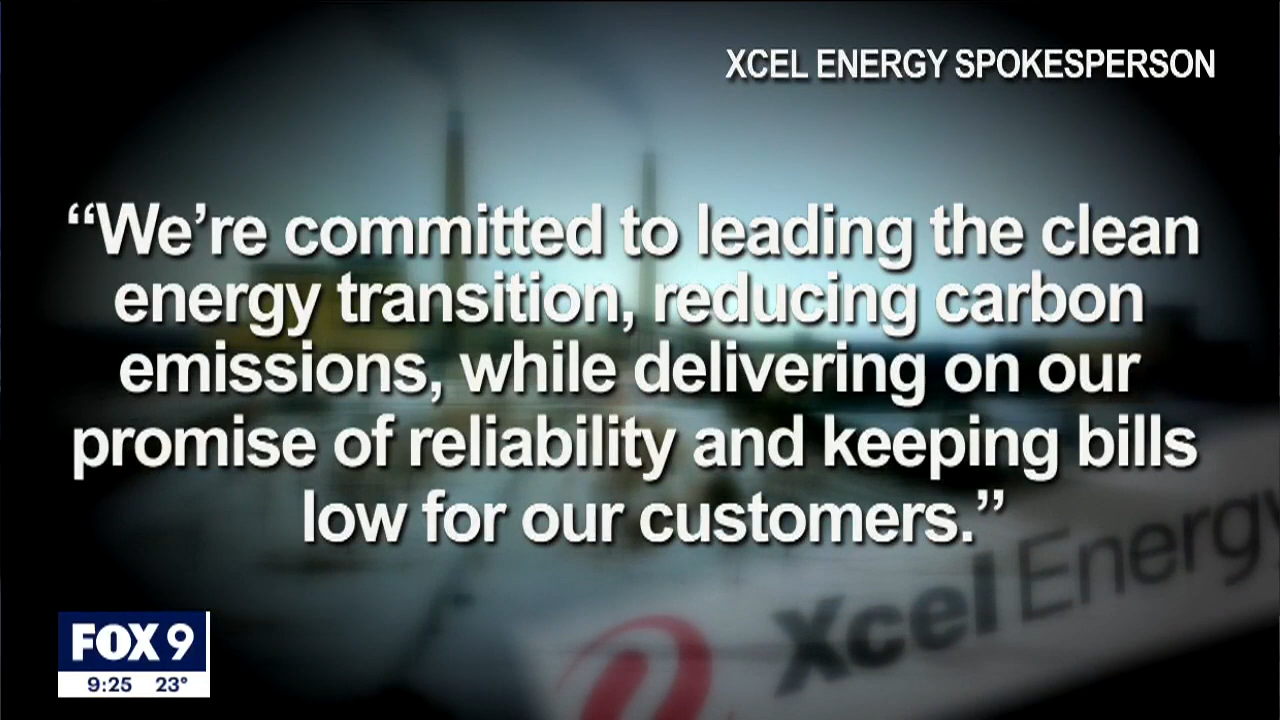 XCEL ENERGY SPOKESPERSON
“We’re committed to leading the clean
energy transition, reducing carbon
emissions, while delivering on our
promise of reliability and keeping bills
low for our customers.”
Xcel Energy
FOX 9
9:25 23°